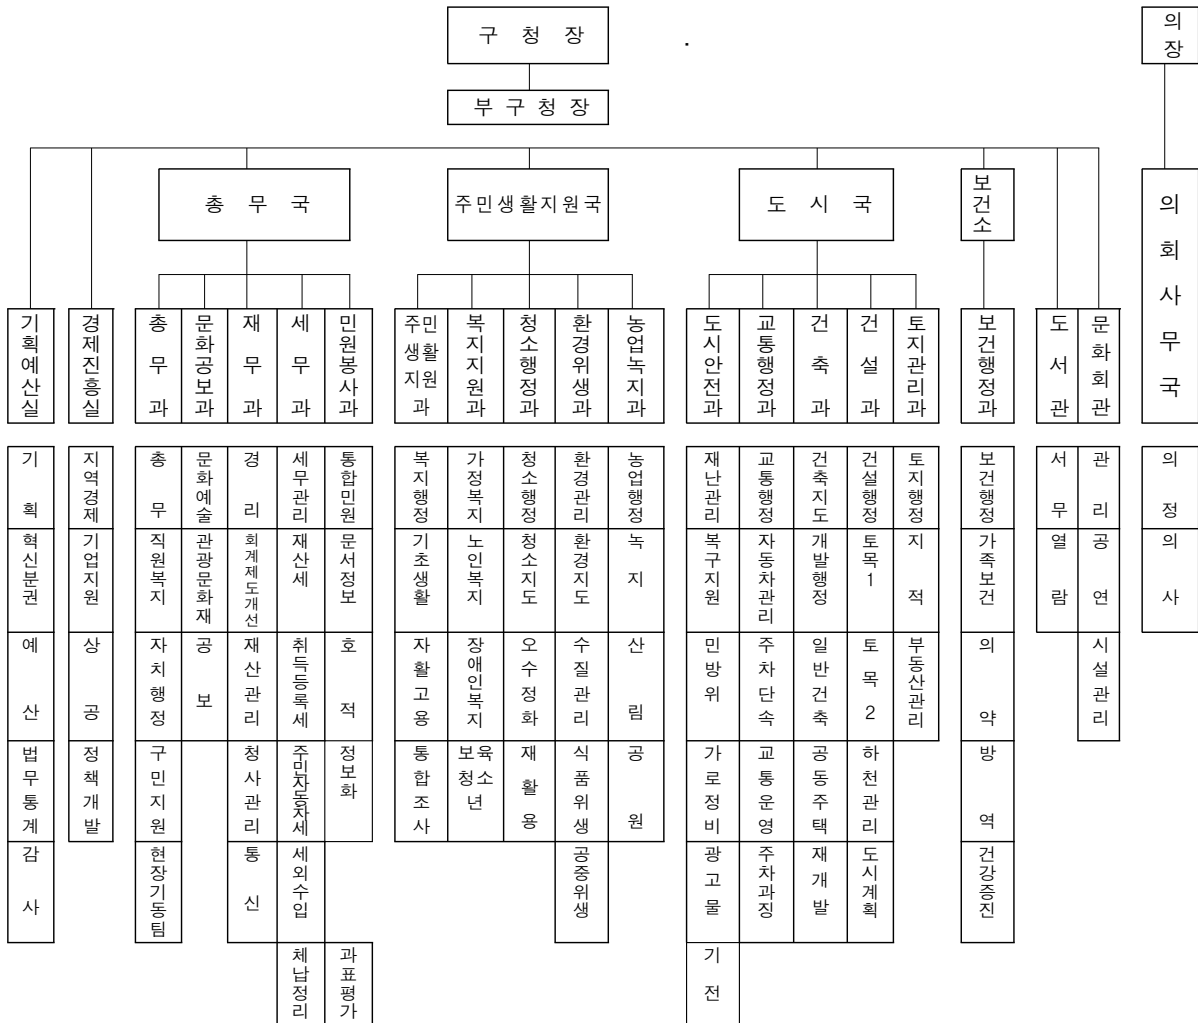 구 청 장
의장
부 구 청 장
총 무 국
주민생활지원국
도 시 국
보건소
의회사무국
기획예산실
경제진흥실
총무과
문화공보과
재무과
세무과
민원봉사과
주민생활지원과
복지지원과
청소행정과
환경위생과
농업녹지과
도시안전과
교통행정과
건축과
건설과
토지관리과
보건행정과
도서관
문화회관
기획
지역경제
총무
문화예술
경리
세무관리
통합민원
복지행정
가정복지
청소행정
환경관리
농업행정
재난관리
교통행정
건축지도
건설행정
토지행정
보건행정
서무
관리
의정
혁신분권
기업지원
직원복지
관광문화재
회계제도개선
재산세
문서정보
기초생활
노인복지
청소지도
환경지도
녹지
복구지원
자동차관리
개발행정
토목1
지적
가족보건
열람
공연
의사
예산
상공
자치행정
공보
재산관리
취득등록세
호적
자활고용
장애인복지
오수정화
수질관리
산림
민방위
주차단속
일반건축
토목2
부동산관리
의약
시설관리
법무통계
정책개발
구민지원
청사관리
주민자동차세
정보화
통합조사
보육청소년
재활용
식품위생
공원
가로정비
교통운영
공동주택
하천관리
방역
감사
현장기동팀
통신
세외수입
공중위생
광고물
주차과징
재개발
도시계획
건강증진
체납정리
과표평가
기전